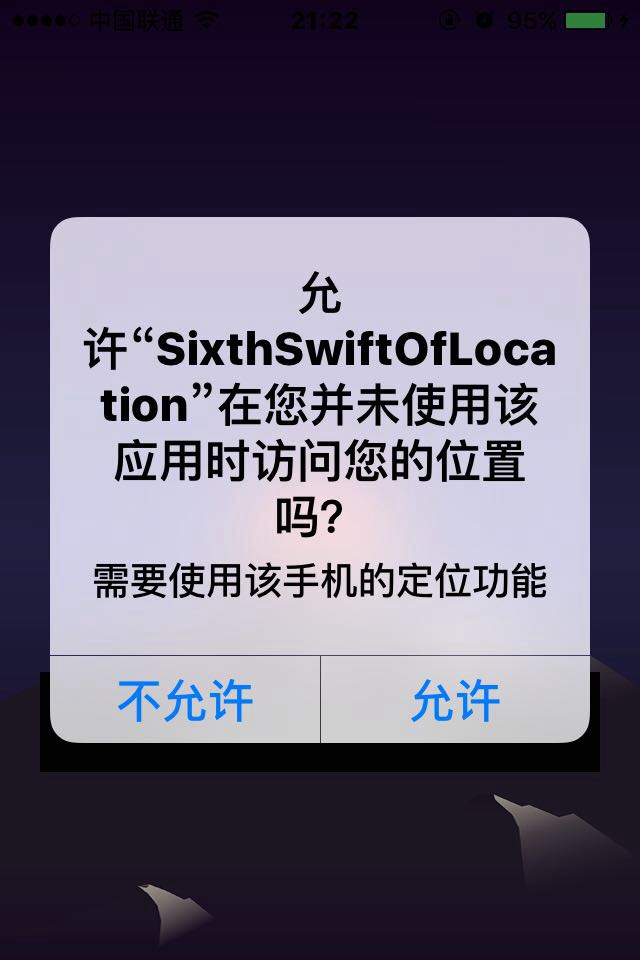 中国联通 21:22 95%
允
许“SixthSwiftOfLoca
tion”在您并未使用该
应用时访问您的位置
吗？
需要使用该手机的定位功能
不允许 允许